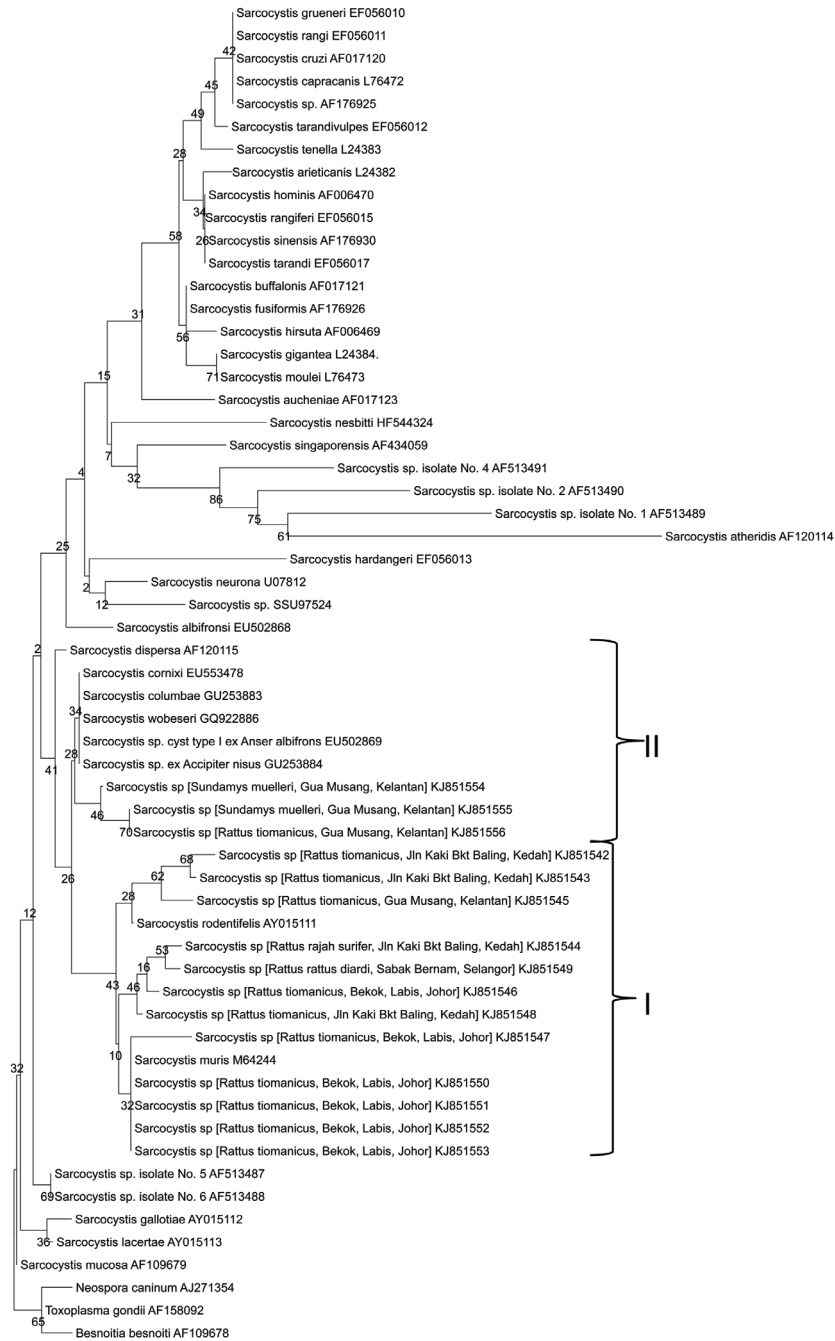 Sarcocystis grueneri EF056010
Sarcocystis rangi EF056011
42
Sarcocystis cruzi AF017120
Sarcocystis capracanis L76472
45
Sarcocystis sp. AF176925
49
Sarcocystis tarandivulpes EF056012
Sarcocystis tenella L24383
28
Sarcocystis arieticanis L24382
Sarcocystis hominis AF006470
34
Sarcocystis rangiferi EF056015
58
26
Sarcocystis sinensis AF176930
Sarcocystis tarandi EF056017
Sarcocystis buffalonis AF017121
Sarcocystis fusiformis AF176926
31
Sarcocystis hirsuta AF006469
56
Sarcocystis gigantea L24384.
15
71
Sarcocystis moulei L76473
Sarcocystis aucheniae AF017123
Sarcocystis nesbitti HF544324
7
Sarcocystis singaporensis AF434059
4
32
Sarcocystis sp. isolate No. 4 AF513491
86
Sarcocystis sp. isolate No. 2 AF513490
75
Sarcocystis sp. isolate No. 1 AF513489
61
Sarcocystis atheridis AF120114
25
Sarcocystis hardangeri EF056013
2
Sarcocystis neurona U07812
12
Sarcocystis sp. SSU97524
Sarcocystis albifronsi EU502868
2
Sarcocystis dispersa AF120115
Sarcocystis cornixi EU553478
Sarcocystis columbae GU253883
34
Sarcocystis wobeseri GQ922886
Sarcocystis sp. cyst type I ex Anser albifrons EU502869
II
28
Sarcocystis sp. ex Accipiter nisus GU253884
41
Sarcocystis sp [Sundamys muelleri, Gua Musang, Kelantan] KJ851554
46
Sarcocystis sp [Sundamys muelleri, Gua Musang, Kelantan] KJ851555
70
Sarcocystis sp [Rattus tiomanicus, Gua Musang, Kelantan] KJ851556
Sarcocystis sp [Rattus tiomanicus, Jln Kaki Bkt Baling, Kedah] KJ851542
68
26
62
Sarcocystis sp [Rattus tiomanicus, Jln Kaki Bkt Baling, Kedah] KJ851543
28
Sarcocystis sp [Rattus tiomanicus, Gua Musang, Kelantan] KJ851545
12
Sarcocystis rodentifelis AY015111
53
Sarcocystis sp [Rattus rajah surifer, Jln Kaki Bkt Baling, Kedah] KJ851544
16
Sarcocystis sp [Rattus rattus diardi, Sabak Bernam, Selangor] KJ851549
43
46
Sarcocystis sp [Rattus tiomanicus, Bekok, Labis, Johor] KJ851546
I
Sarcocystis sp [Rattus tiomanicus, Jln Kaki Bkt Baling, Kedah] KJ851548
Sarcocystis sp [Rattus tiomanicus, Bekok, Labis, Johor] KJ851547
10
Sarcocystis muris M64244
32
Sarcocystis sp [Rattus tiomanicus, Bekok, Labis, Johor] KJ851550
32
Sarcocystis sp [Rattus tiomanicus, Bekok, Labis, Johor] KJ851551
Sarcocystis sp [Rattus tiomanicus, Bekok, Labis, Johor] KJ851552
Sarcocystis sp [Rattus tiomanicus, Bekok, Labis, Johor] KJ851553
Sarcocystis sp. isolate No. 5 AF513487
69
Sarcocystis sp. isolate No. 6 AF513488
Sarcocystis gallotiae AY015112
36
Sarcocystis lacertae AY015113
Sarcocystis mucosa AF109679
Neospora caninum AJ271354
Toxoplasma gondii AF158092
65
Besnoitia besnoiti AF109678